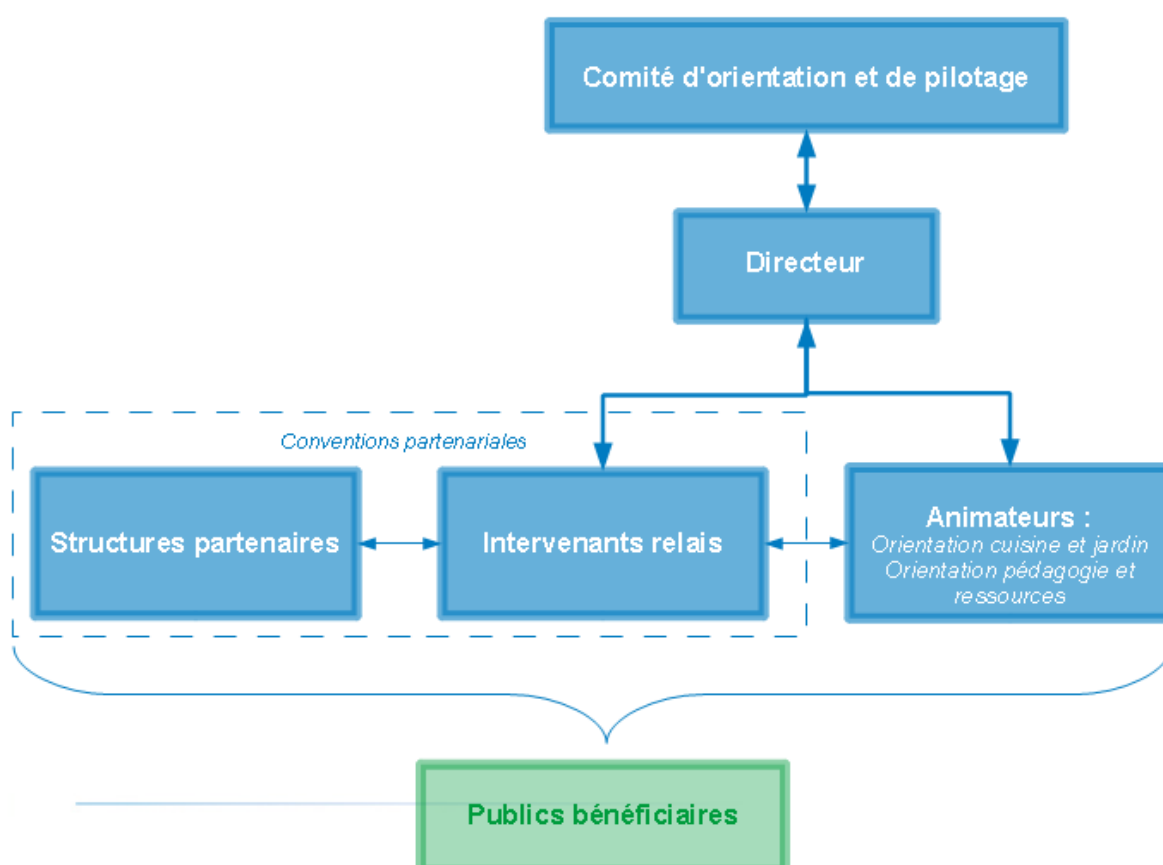 Comité d'orientation et de pilotage
Directeur
Conventions partenariales
Structures partenaires
Intervenants relais
Animateurs :
Orientation cuisine et jardin
Orientation pédagogie et
ressources
Publics bénéficiaires